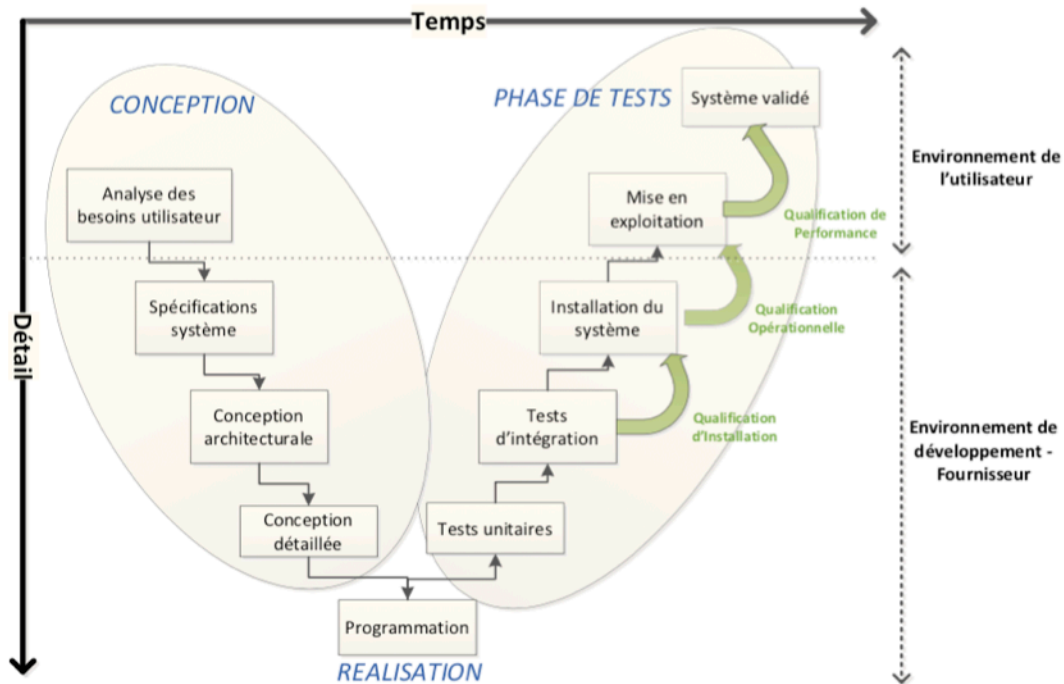 Temps
CONCEPTION
PHASE DE TESTS
Système validé
Environnement de
l'utilisateur
Analyse des
besoins utilisateur
Mise en
exploitation
Qualification de
Performance
Spécifications
système
Installation du
système
Qualification
Opérationnelle
Détail
Conception
architecturale
Tests
d'intégration
Qualification
d'Installation
Environnement de
développement -
Fournisseur
Conception
détaillée
Tests unitaires
Programmation
REALISATION